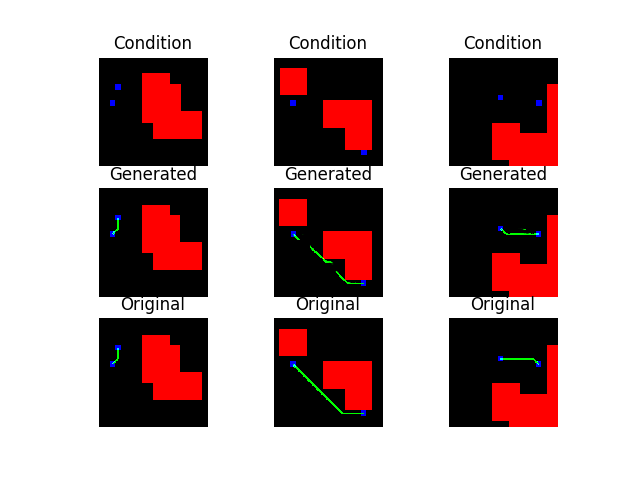 Condition Condition Condition
Generated Generated Generated
Original Original Original